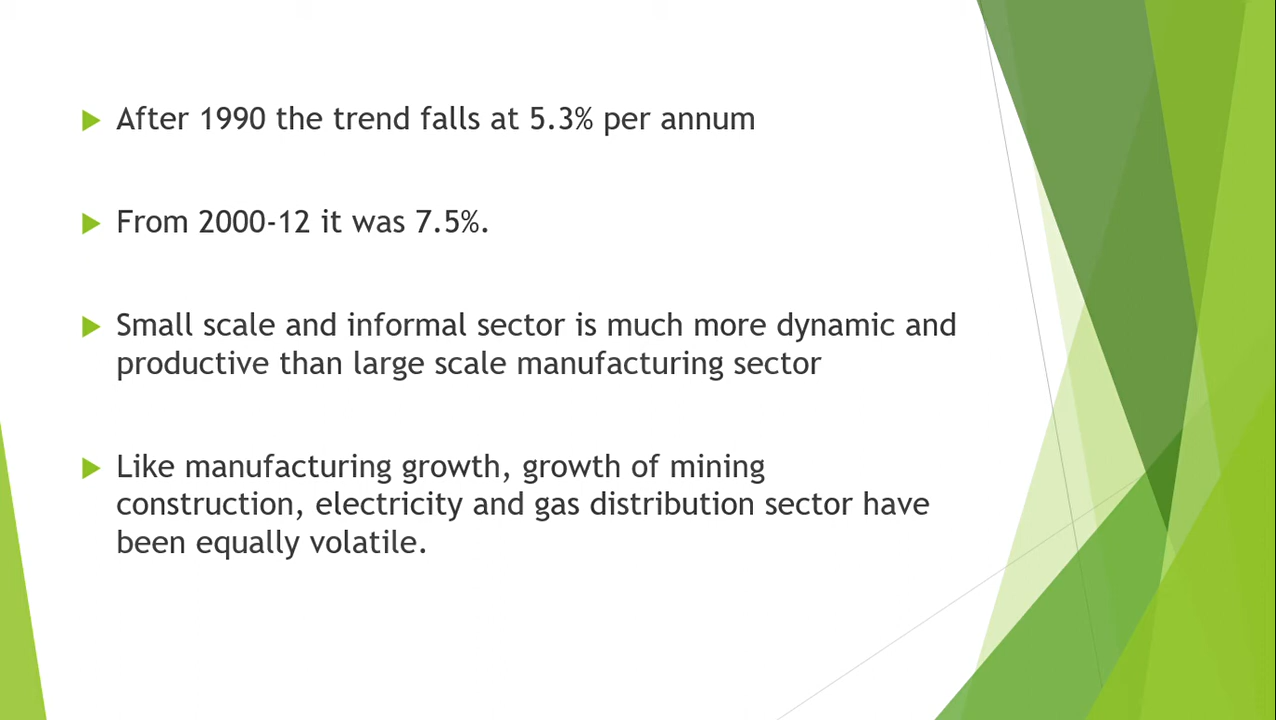 After 1990 the trend falls at 5.3% per annum
From 2000-12 it was 7.5%.
Small scale and informal sector is much more dynamic and
productive than large scale manufacturing sector
Like manufacturing growth, growth of mining
construction, electricity and gas distribution sector have
been equally volatile.